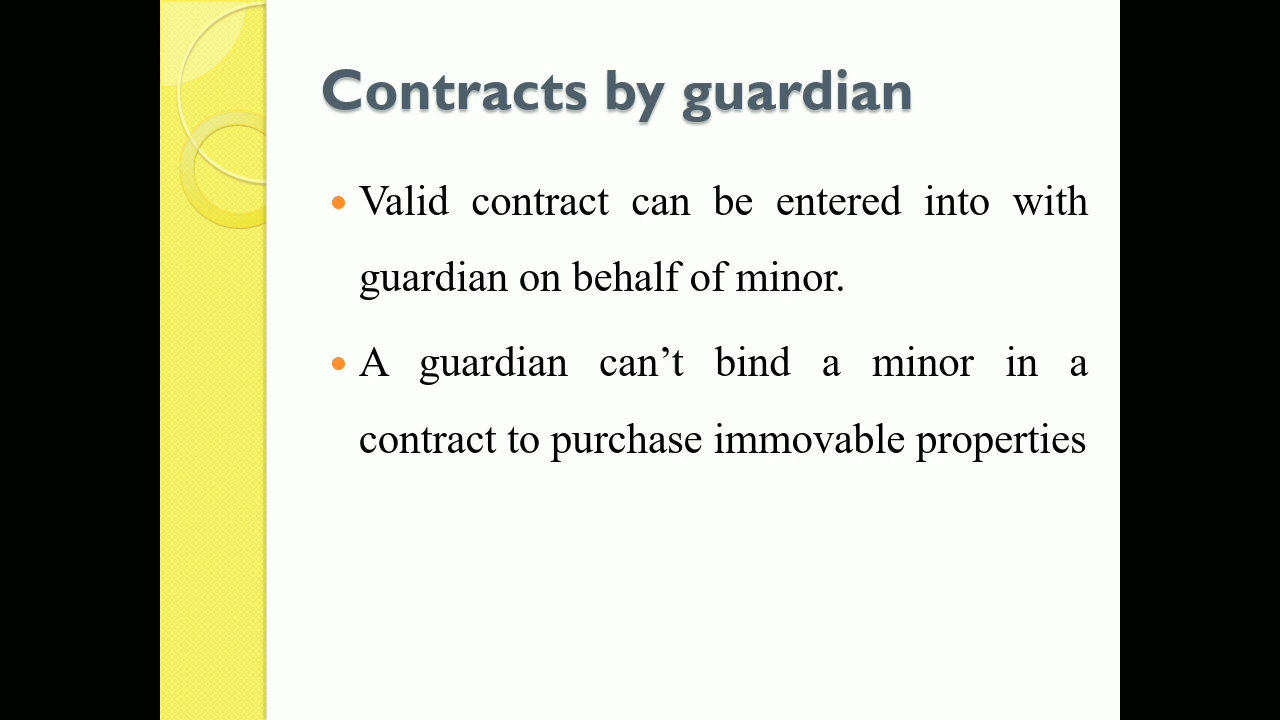 Contracts by guardian
• Valid contract can be entered into with
guardian on behalf of minor.
• A guardian can’t bind a minor in a
contract to purchase immovable properties